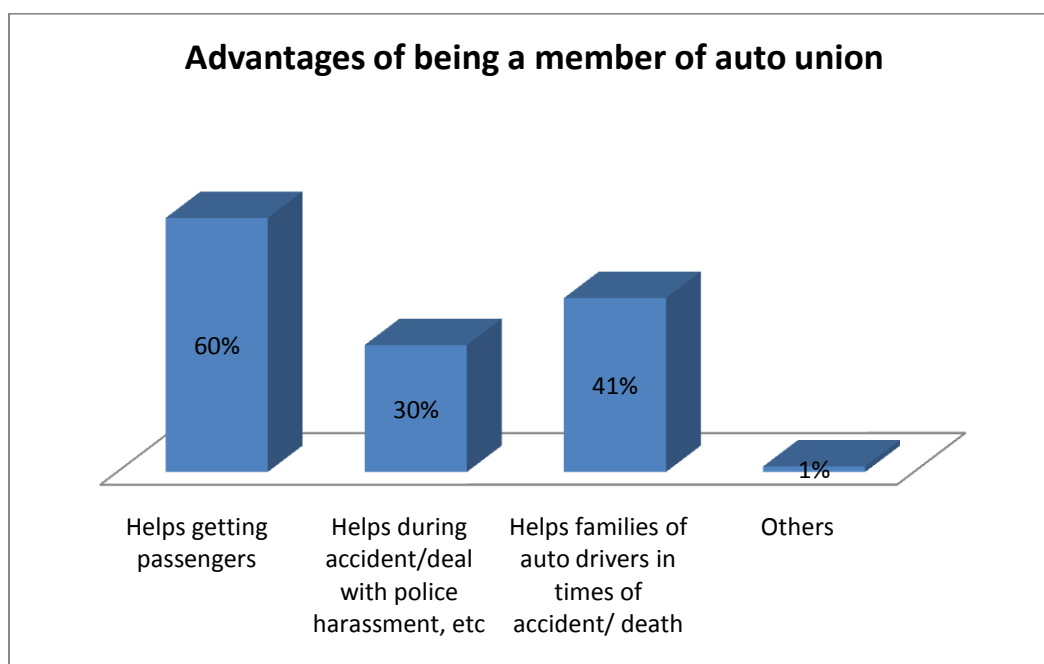 Advantages of being a member of auto union
60%
30%
41%
1%
Helps getting
passengers
Helps during
accident/deal
with police
harassment, etc
Helps families of
auto drivers in
times of
accident/ death
Others